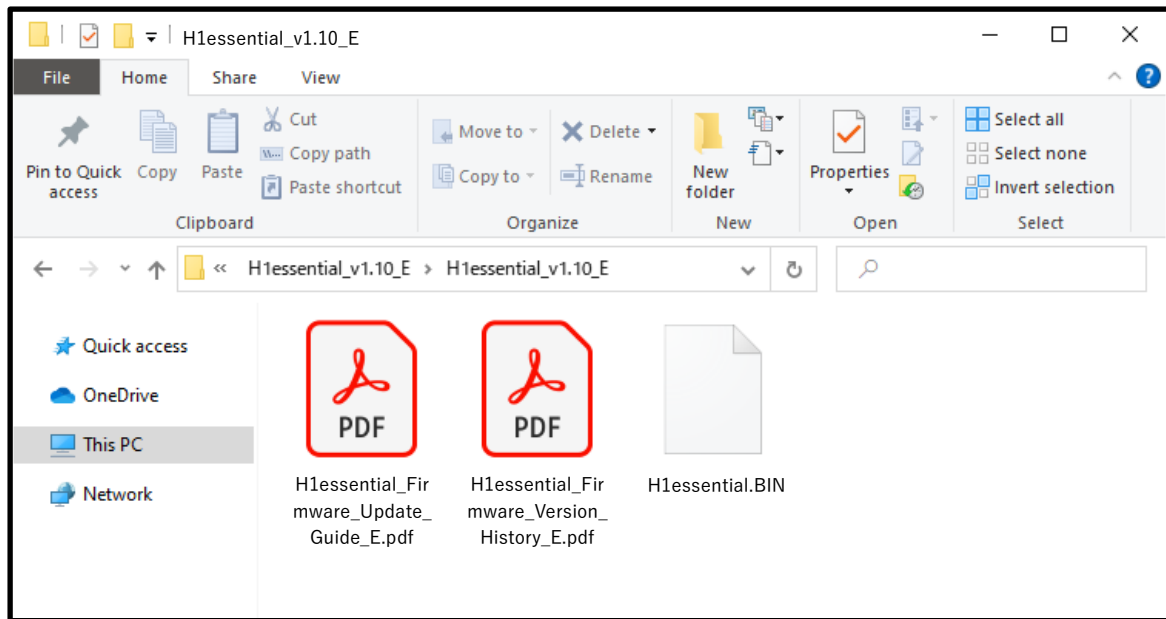 H1essential_v1.10_E
File Home Share View
?
Pin to Quick
access
Copy
Paste
Cut
Copy path
Paste shortcut
Clipboard
Move to
Copy to
Delete
Rename
Organize
New
folder
New
Properties
Open
Select all
Select none
Invert selection
Select
« H1essential_v1.10_E › H1essential_v1.10_E
Quick access
OneDrive
This PC
Network
PDF
H1essential_Fir
mware_Update_
Guide_E.pdf
PDF
H1essential_Fir
mware_Version_
History_E.pdf
H1essential.BIN